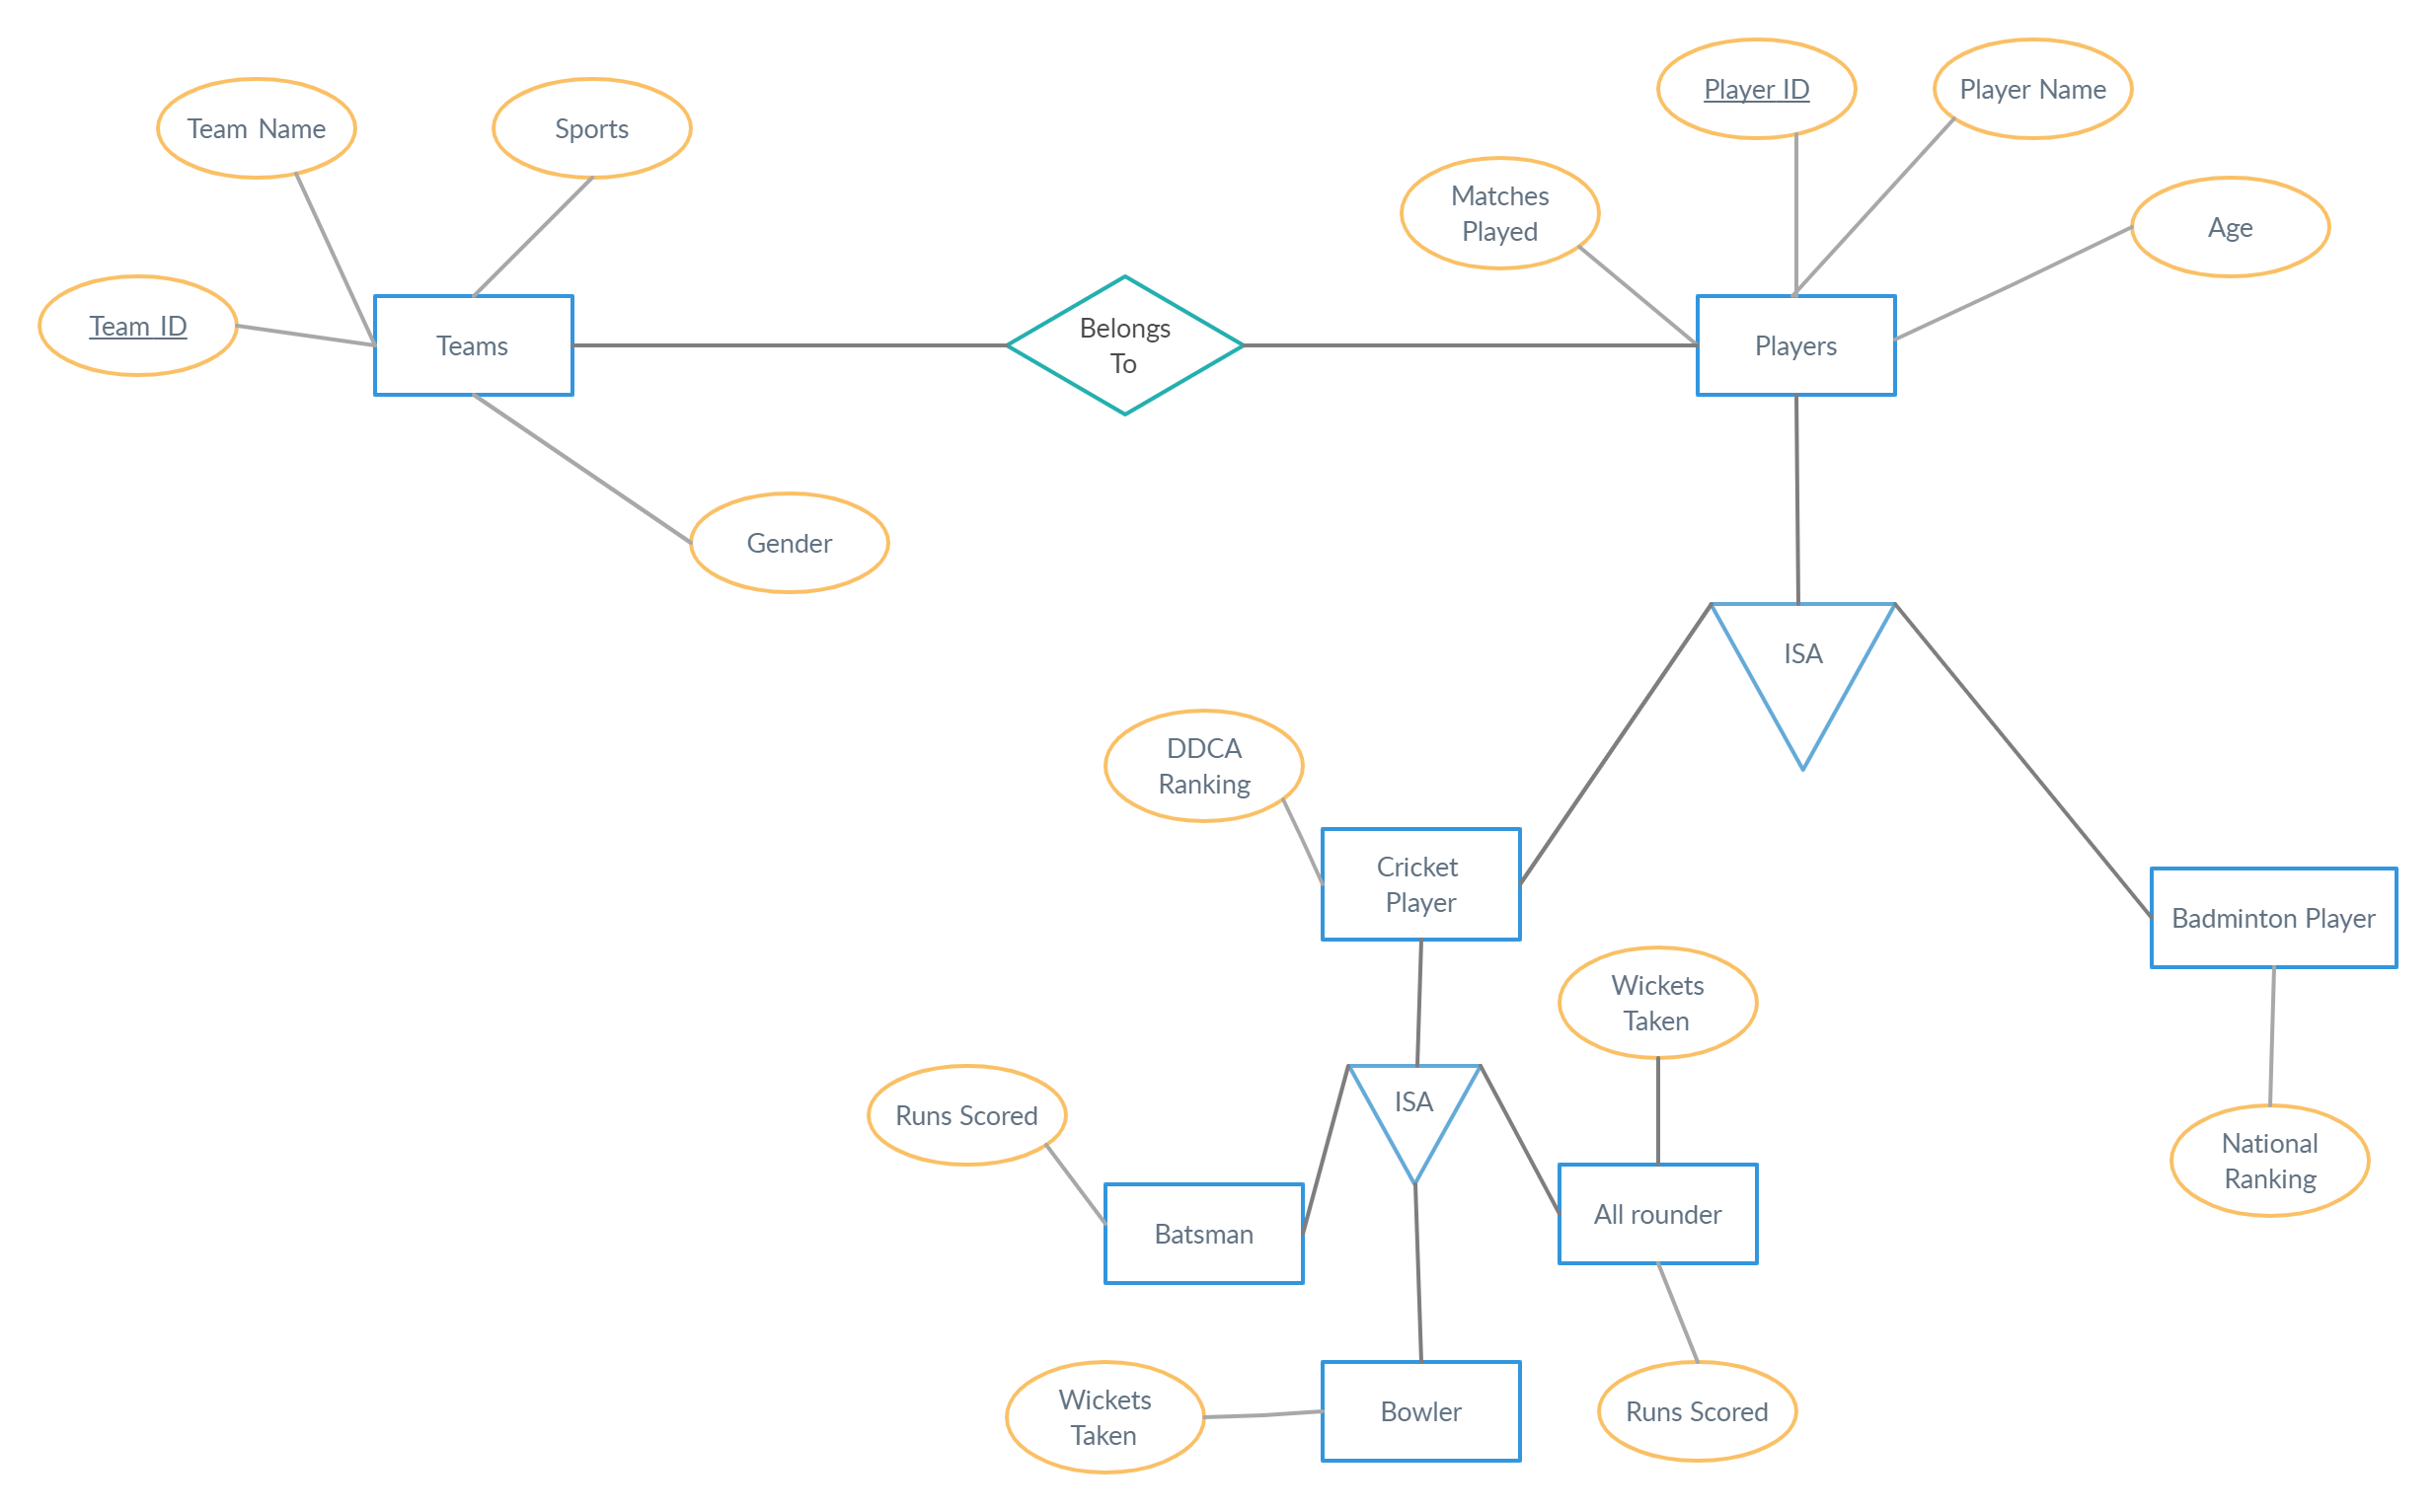 Player ID
Player Name
Team Name
Sports
Matches
Played
Age
Team ID
Teams
Belongs
To
Players
Gender
ISA
DDCA
Ranking
Cricket
Player
Badminton Player
Wickets
Taken
Runs Scored
ISA
National
Ranking
Batsman
All rounder
Wickets
Taken
Bowler
Runs Scored